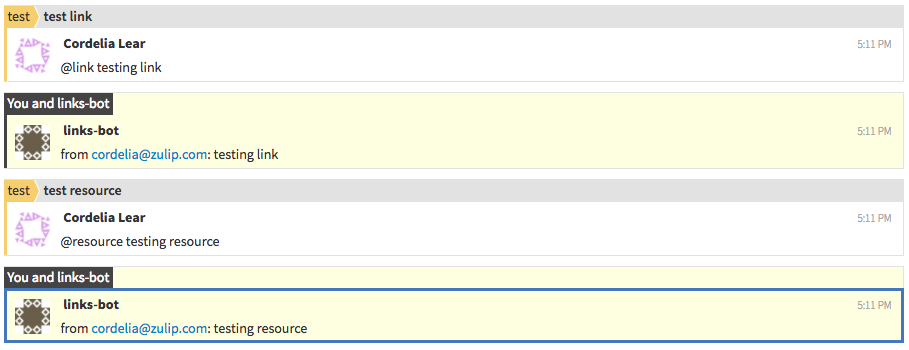 test test link
Cordelia Lear 5:11 PM
@link testing link
You and links-bot
links-bot 5:11 PM
from cordelia@zulip.com: testing link
test test resource
Cordelia Lear 5:11 PM
@resource testing resource
You and links-bot
links-bot 5:11 PM
from cordelia@zulip.com: testing resource